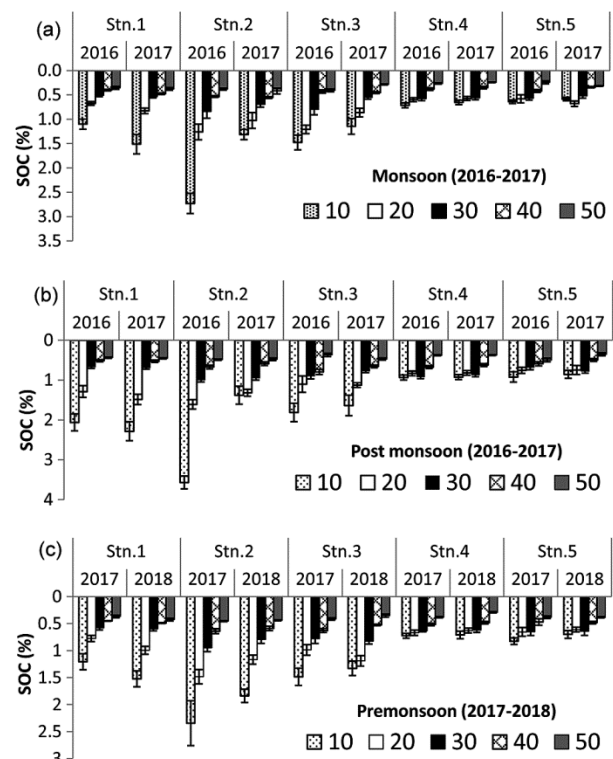 (a)
Stn.1 Stn.2 Stn.3 Stn.4 Stn.5
2016 2017 2016 2017 2016 2017 2016 2017 2016 2017
0.0
0.5
1.0
1.5
2.0
2.5
3.0
3.5
SOC (%)
Monsoon (2016-2017)
10 20 30 40 50
(b)
Stn.1 Stn.2 Stn.3 Stn.4 Stn.5
2016 2017 2016 2017 2016 2017 2016 2017 2016 2017
0
1
2
3
4
SOC (%)
Post monsoon (2016-2017)
10 20 30 40 50
(c)
Stn.1 Stn.2 Stn.3 Stn.4 Stn.5
2017 2018 2017 2018 2017 2018 2017 2018 2017 2018
0
0.5
1
1.5
2
2.5
3
SOC (%)
Premonsoon (2017-2018)
10 20 30 40 50